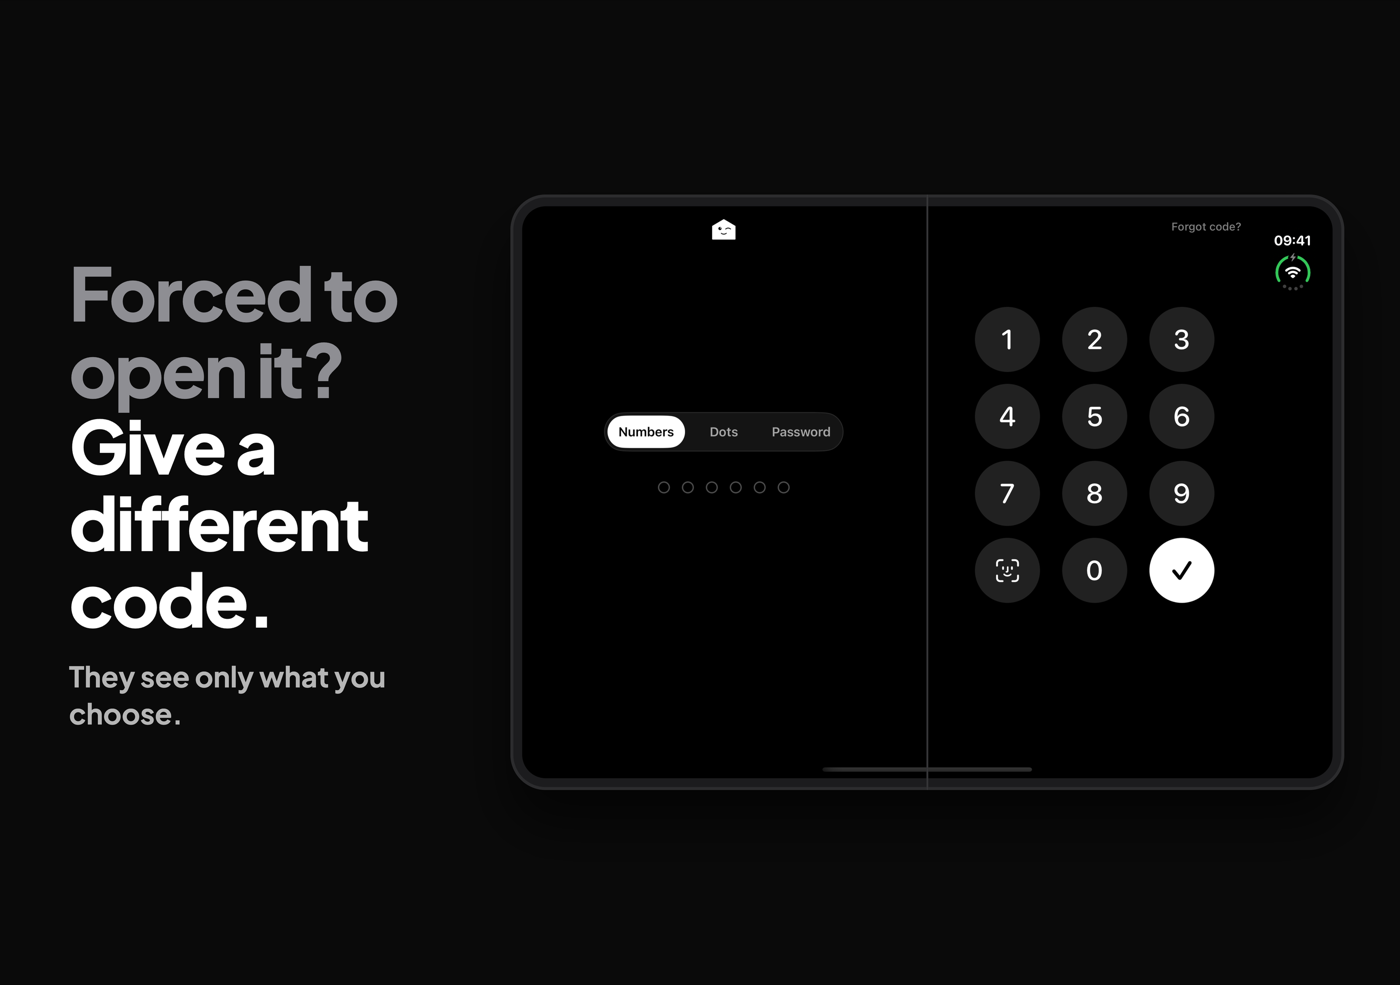 Forced to
open it?
Give a
different
code.
They see only what you
choose.
Numbers Dots Password
Forgot code?
09:41
1 2 3
4 5 6
7 8 9
0